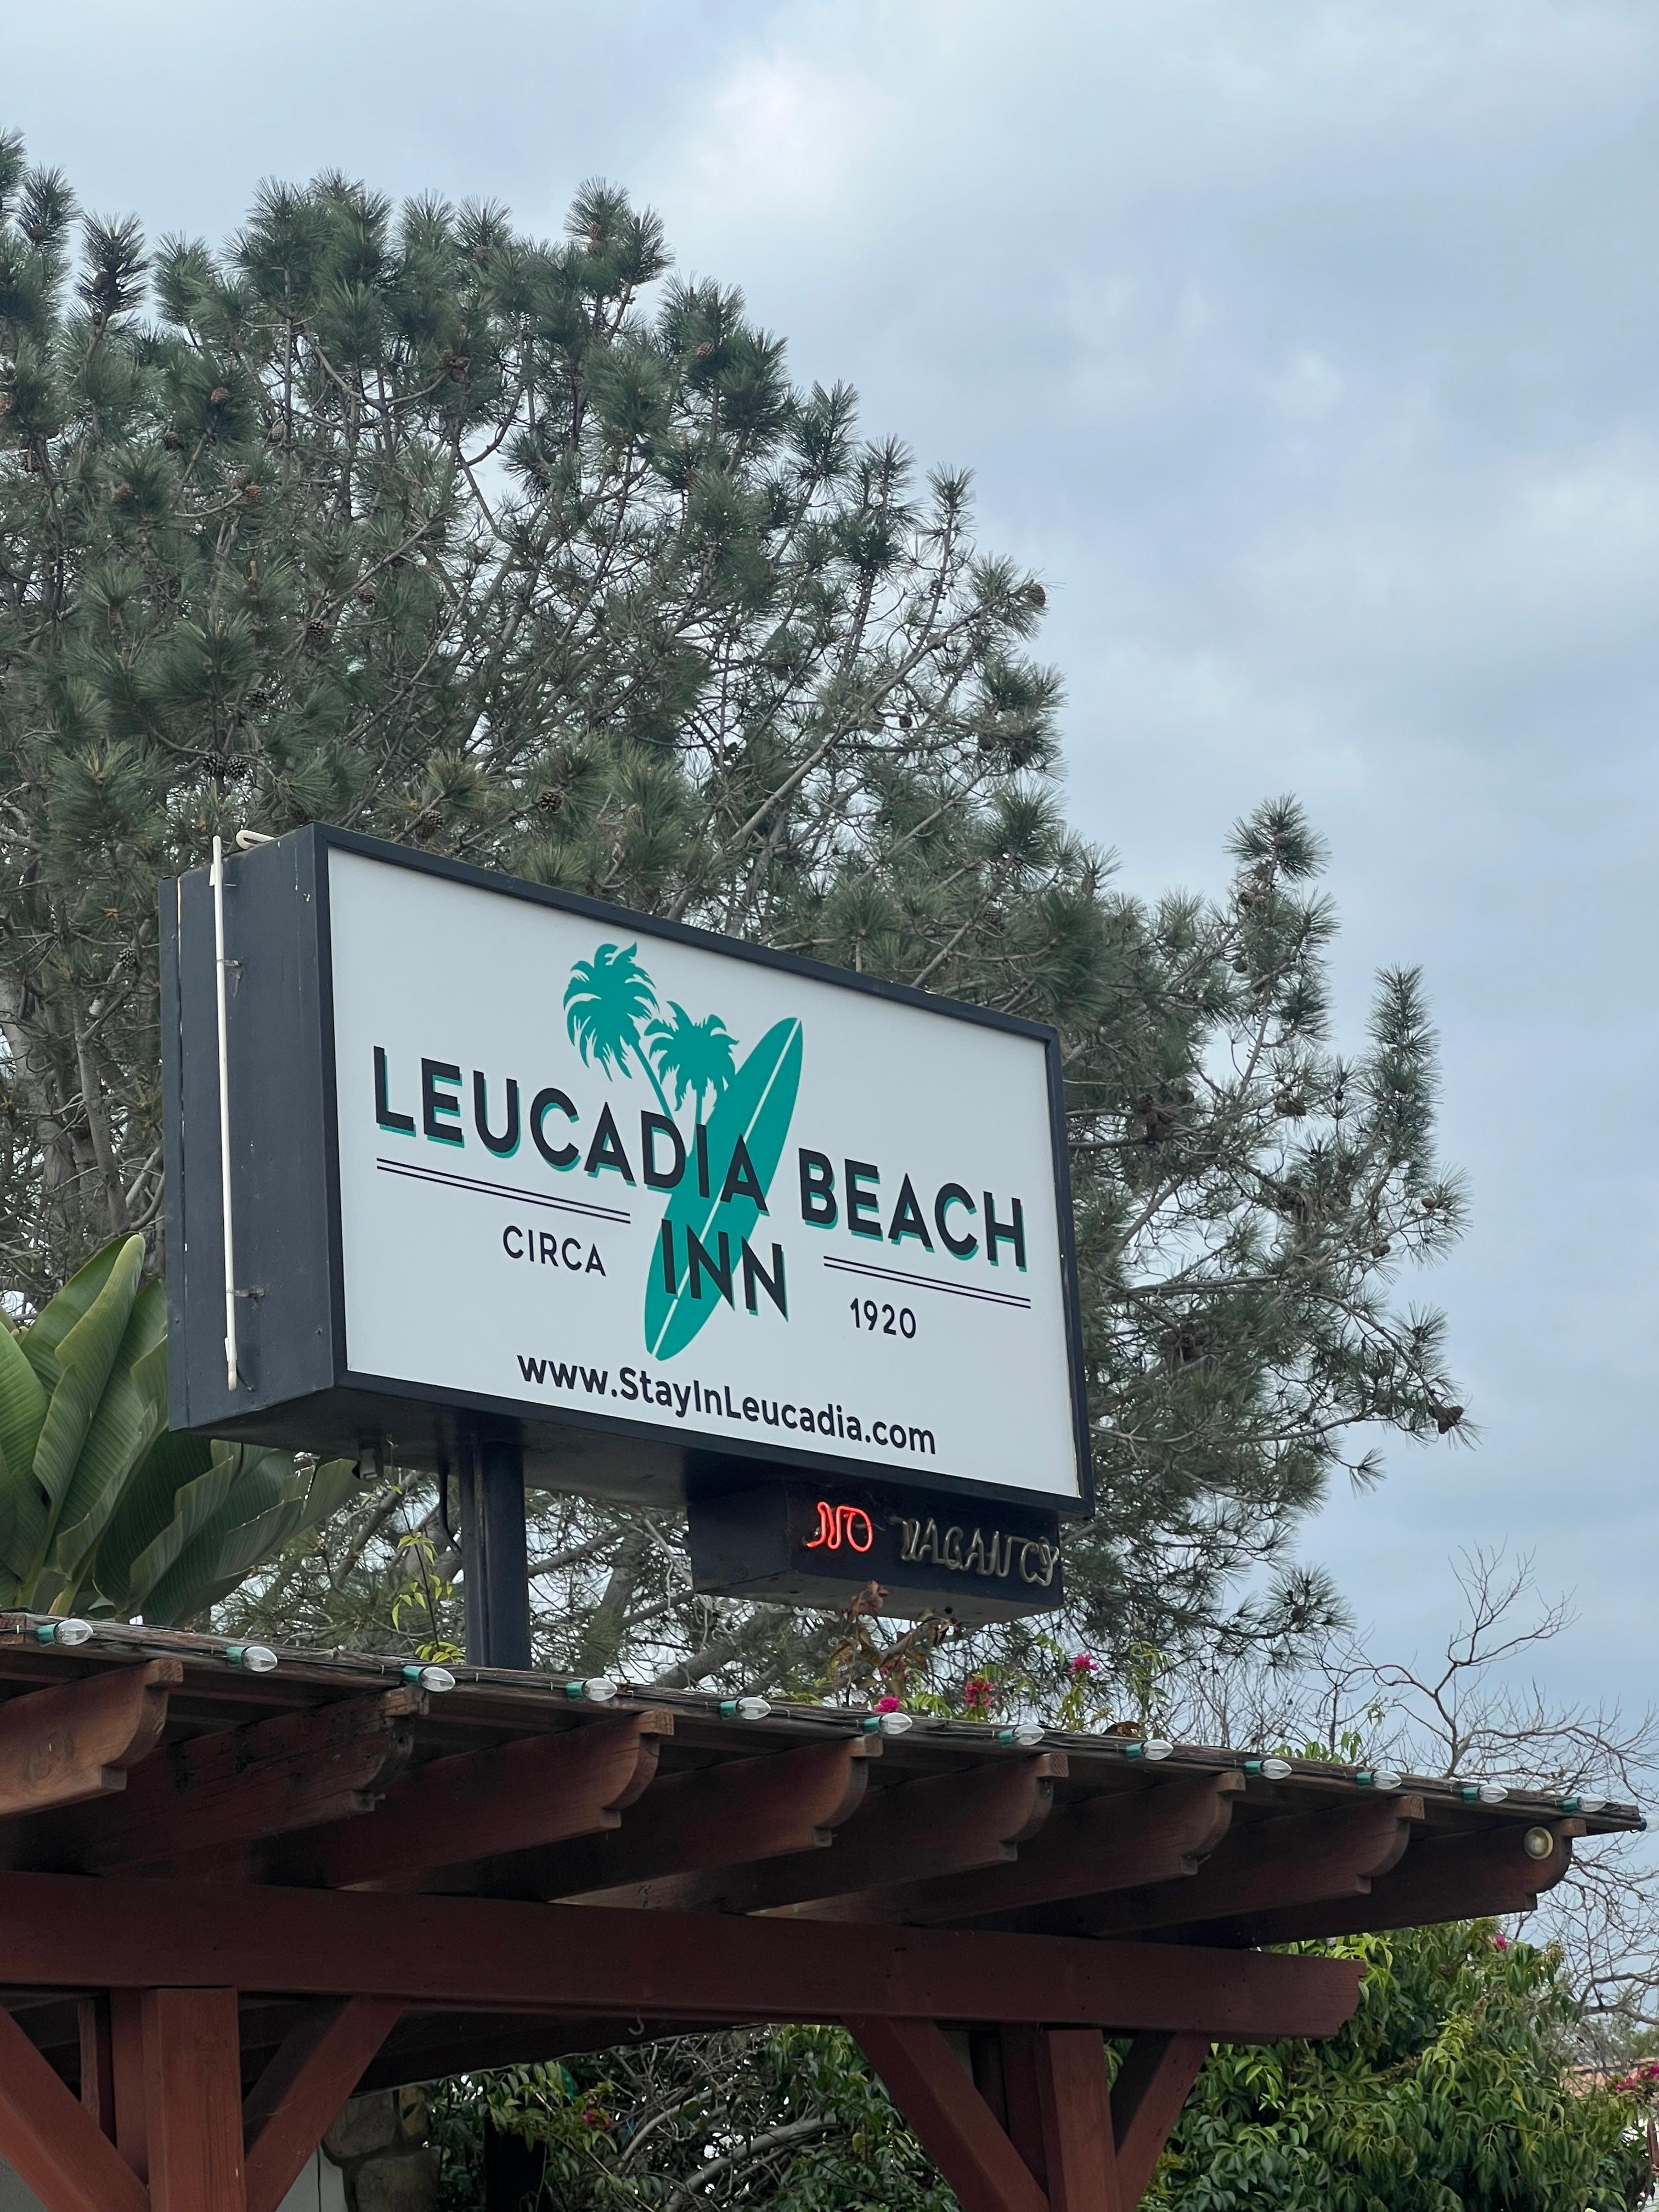 LEUCADIA BEACH
INN
CIRCA
1920
www.StayInLeucadia.com
NO VACANCY